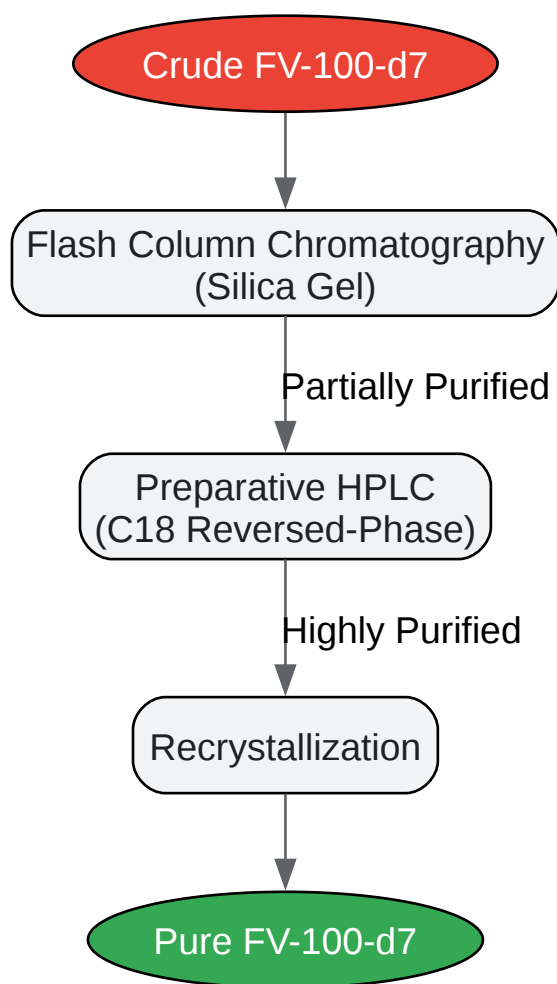 Crude FV-100-d7
Flash Column Chromatography
(Silica Gel)
Partially Purified
Preparative HPLC
(C18 Reversed-Phase)
Highly Purified
Recrystallization
Pure FV-100-d7